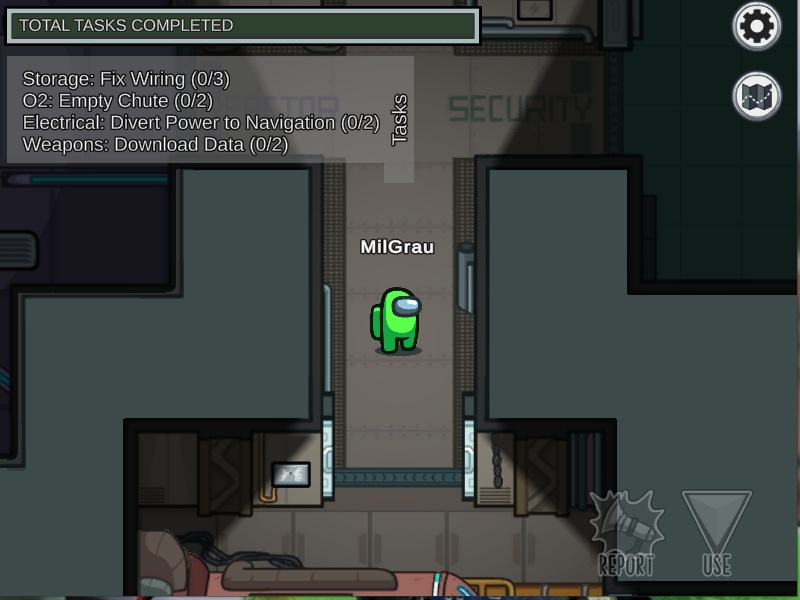 TOTAL TASKS COMPLETED
Storage: Fix Wiring (0/3)
O2: Empty Chute (0/2)
Electrical: Divert Power to Navigation (0/2)
Weapons: Download Data (0/2)
Tasks
REACTOR
SECURITY
MilGrau
REPORT
USE